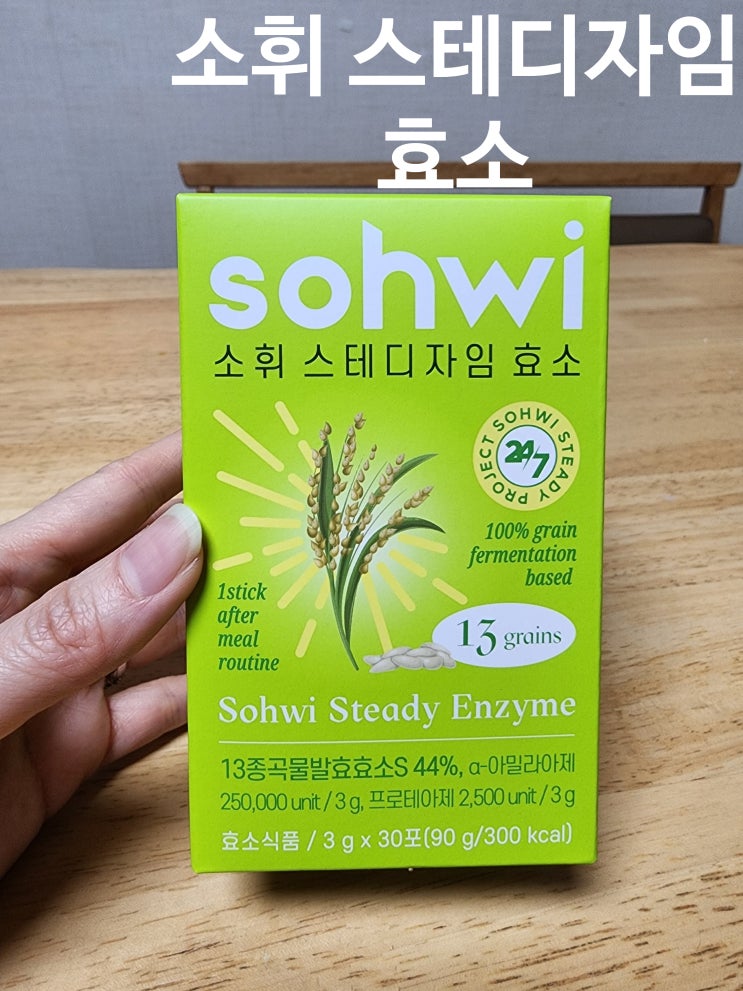 소휘 스테디자임
효소
sohwi
소휘 스테디자임 효소
PROJECT SOHWI STEADY
24/7
100% grain
fermentation
based
1stick
after
meal
routine
13 grains
Sohwi Steady Enzyme
13종곡물발효효소S 44%, α-아밀라아제
250,000 unit / 3 g, 프로테아제 2,500 unit / 3 g
효소식품 / 3 g x 30포(90 g/300 kcal)